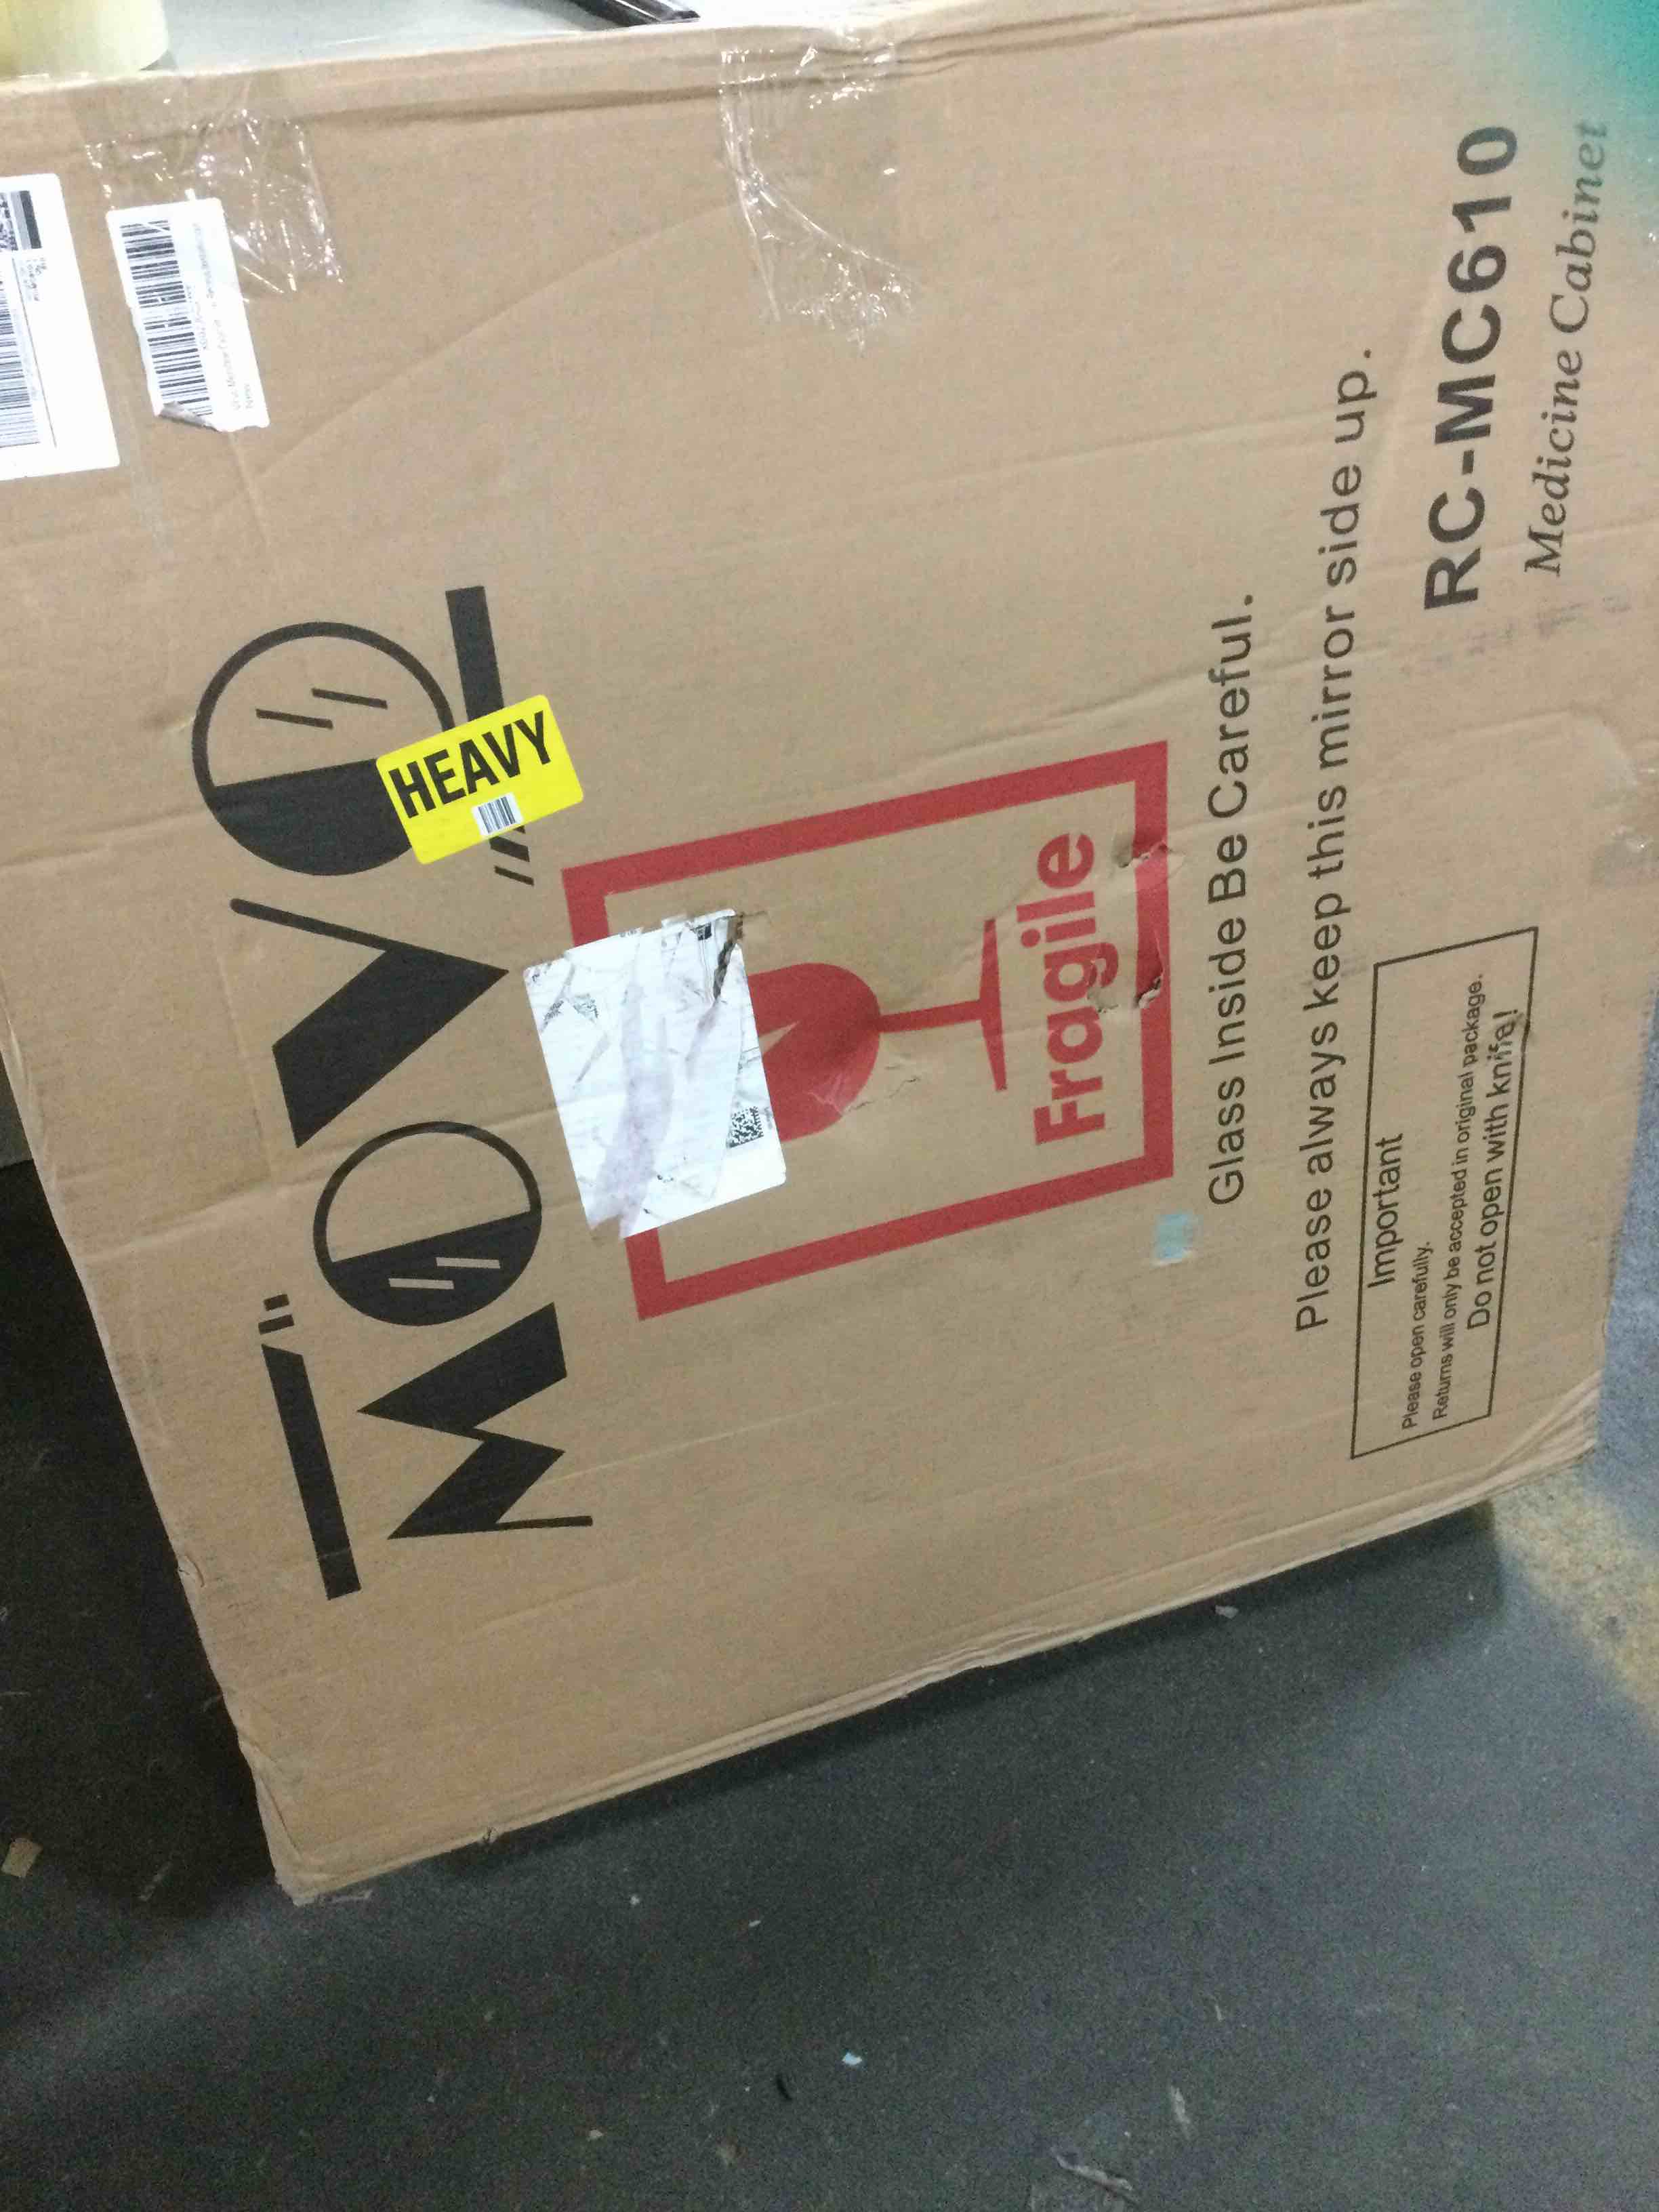 MOVO
HEAVY
Fragile
Glass Inside Be Careful.
Please always keep this mirror side up.
Important
Please open carefully.
Returns will only be accepted in original package.
Do not open with knife!
RC-MC610
Medicine Cabinet
New